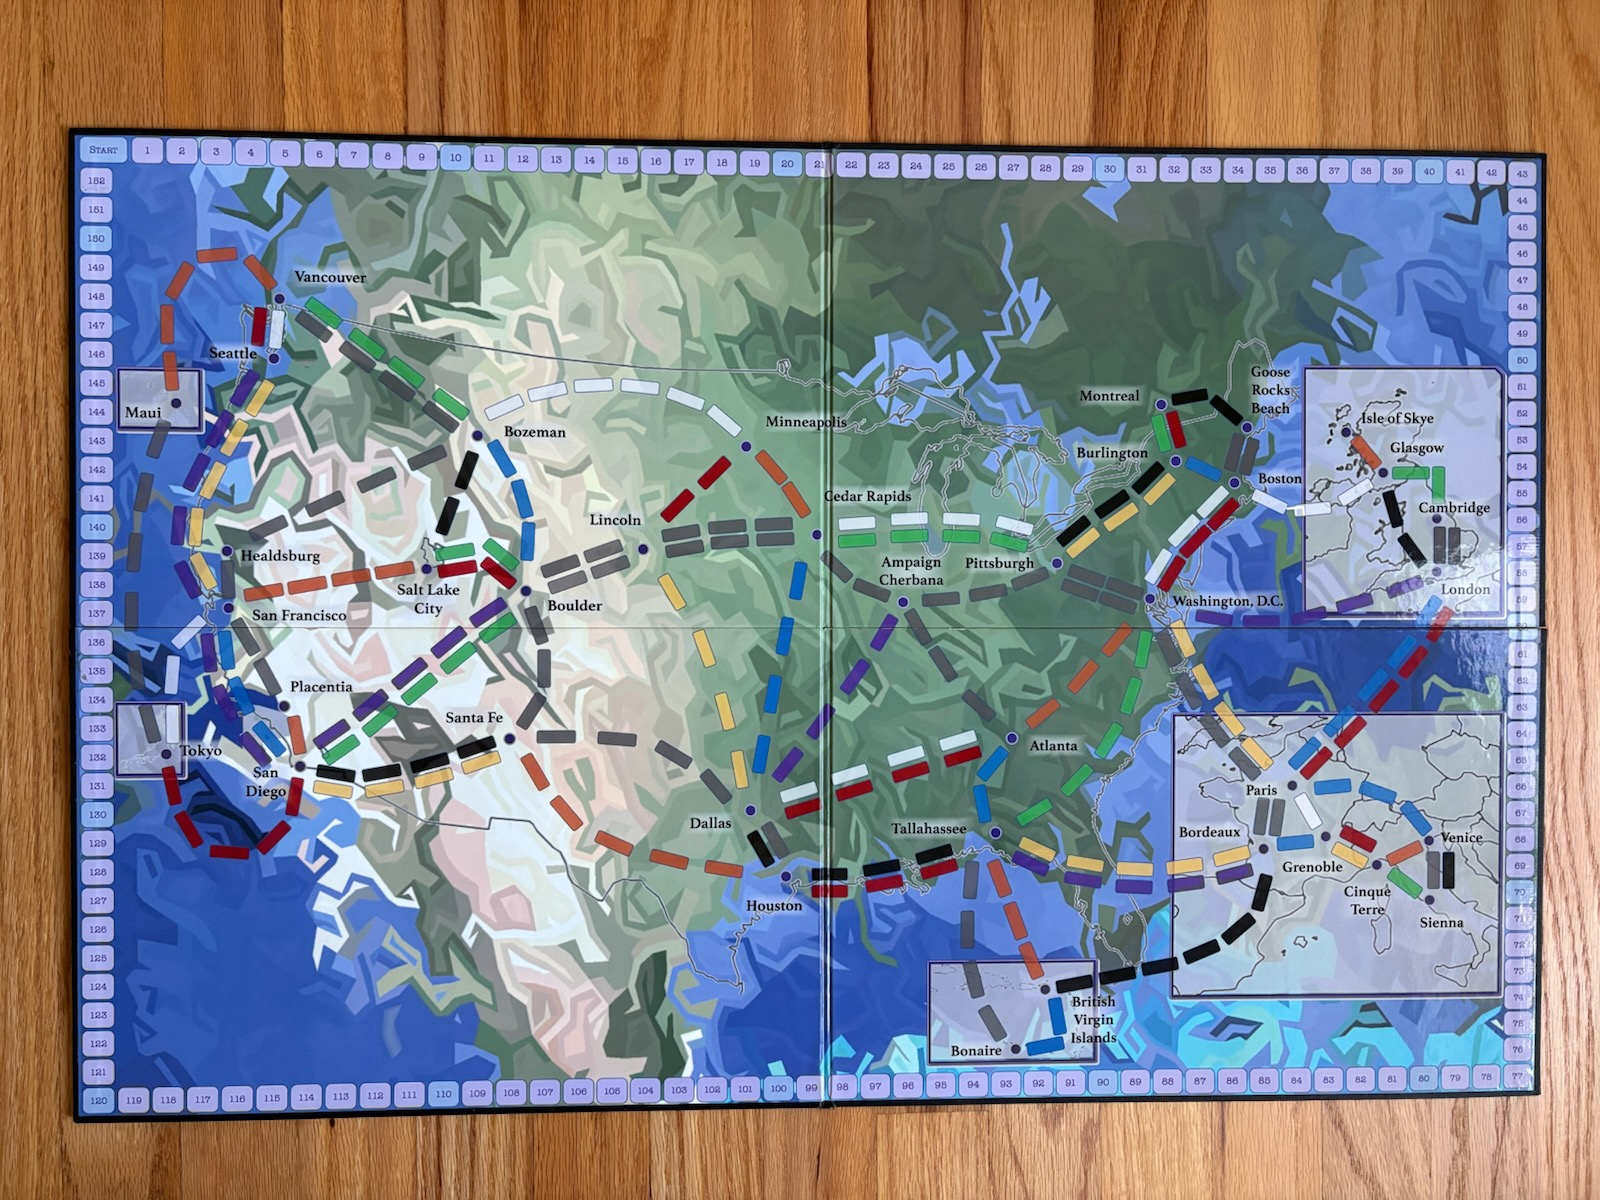 START 1 2 3 4 5 6 7 8 9 10 11 12 13 14 15 16 17 18 19 20 21 22 23 24 25 26 27 28 29 30 31 32 33 34 35 36 37 38 39 40 41 42 43
44
45
46
47
48
49
50
51
52
53
54
55
56
57
58
59
60
61
62
63
64
65
66
67
68
69
70
71
72
73
74
75
76
152
151
150
149
148
147
146
145
144
143
142
141
140
139
138
137
136
135
134
133
132
131
130
129
128
127
126
125
124
123
122
121
Vancouver
Seattle
Maui
Bozeman
Minneapolis
Montreal
Goose
Rocks
Beach
Isle of Skye
Glasgow
Burlington
Boston
Cambridge
Cedar Rapids
Lincoln
Healdsburg
Salt Lake
City
Ampaign
Cherbana
Pittsburgh
London
San Francisco
Boulder
Washington, D.C.
Placentia
Santa Fe
Tokyo
San
Diego
Atlanta
Paris
Dallas
Tallahassee
Bordeaux
Venice
Grenoble
Cinque
Terre
Houston
Sienna
British
Virgin
Islands
Bonaire
120 119 118 117 116 115 114 113 112 111 110 109 108 107 106 105 104 103 102 101 100 99 98 97 96 95 94 93 92 91 90 89 88 87 86 85 84 83 82 81 80 79 78 77